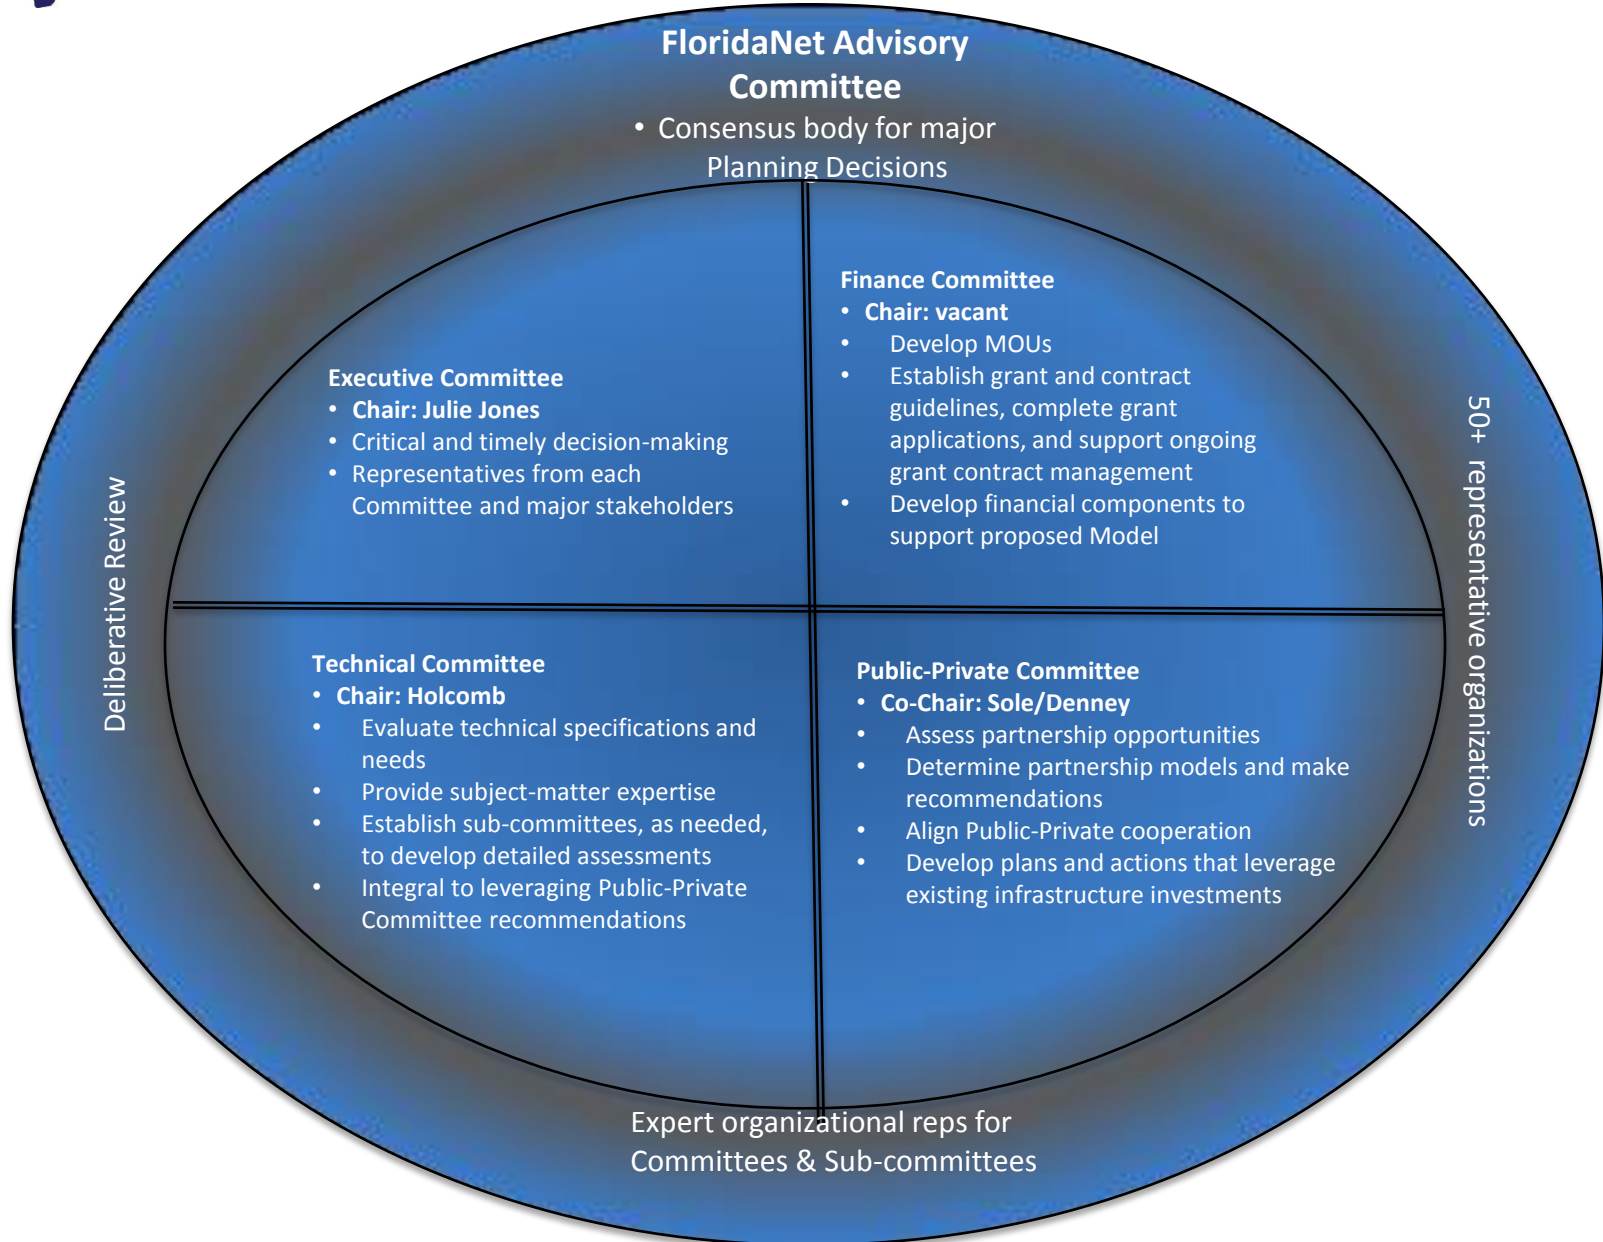 FloridaNet Advisory
Committee
• Consensus body for major
Planning Decisions
Executive Committee
• Chair: Julie Jones
• Critical and timely decision-making
• Representatives from each
Committee and major stakeholders
Finance Committee
• Chair: vacant
• Develop MOUs
• Establish grant and contract
guidelines, complete grant
applications, and support ongoing
grant contract management
• Develop financial components to
support proposed Model
Deliberative Review
50+ representative organizations
Technical Committee
• Chair: Holcomb
• Evaluate technical specifications and
needs
• Provide subject-matter expertise
• Establish sub-committees, as needed,
to develop detailed assessments
• Integral to leveraging Public-Private
Committee recommendations
Public-Private Committee
• Co-Chair: Sole/Denney
• Assess partnership opportunities
• Determine partnership models and make
recommendations
• Align Public-Private cooperation
• Develop plans and actions that leverage
existing infrastructure investments
Expert organizational reps for
Committees & Sub-committees